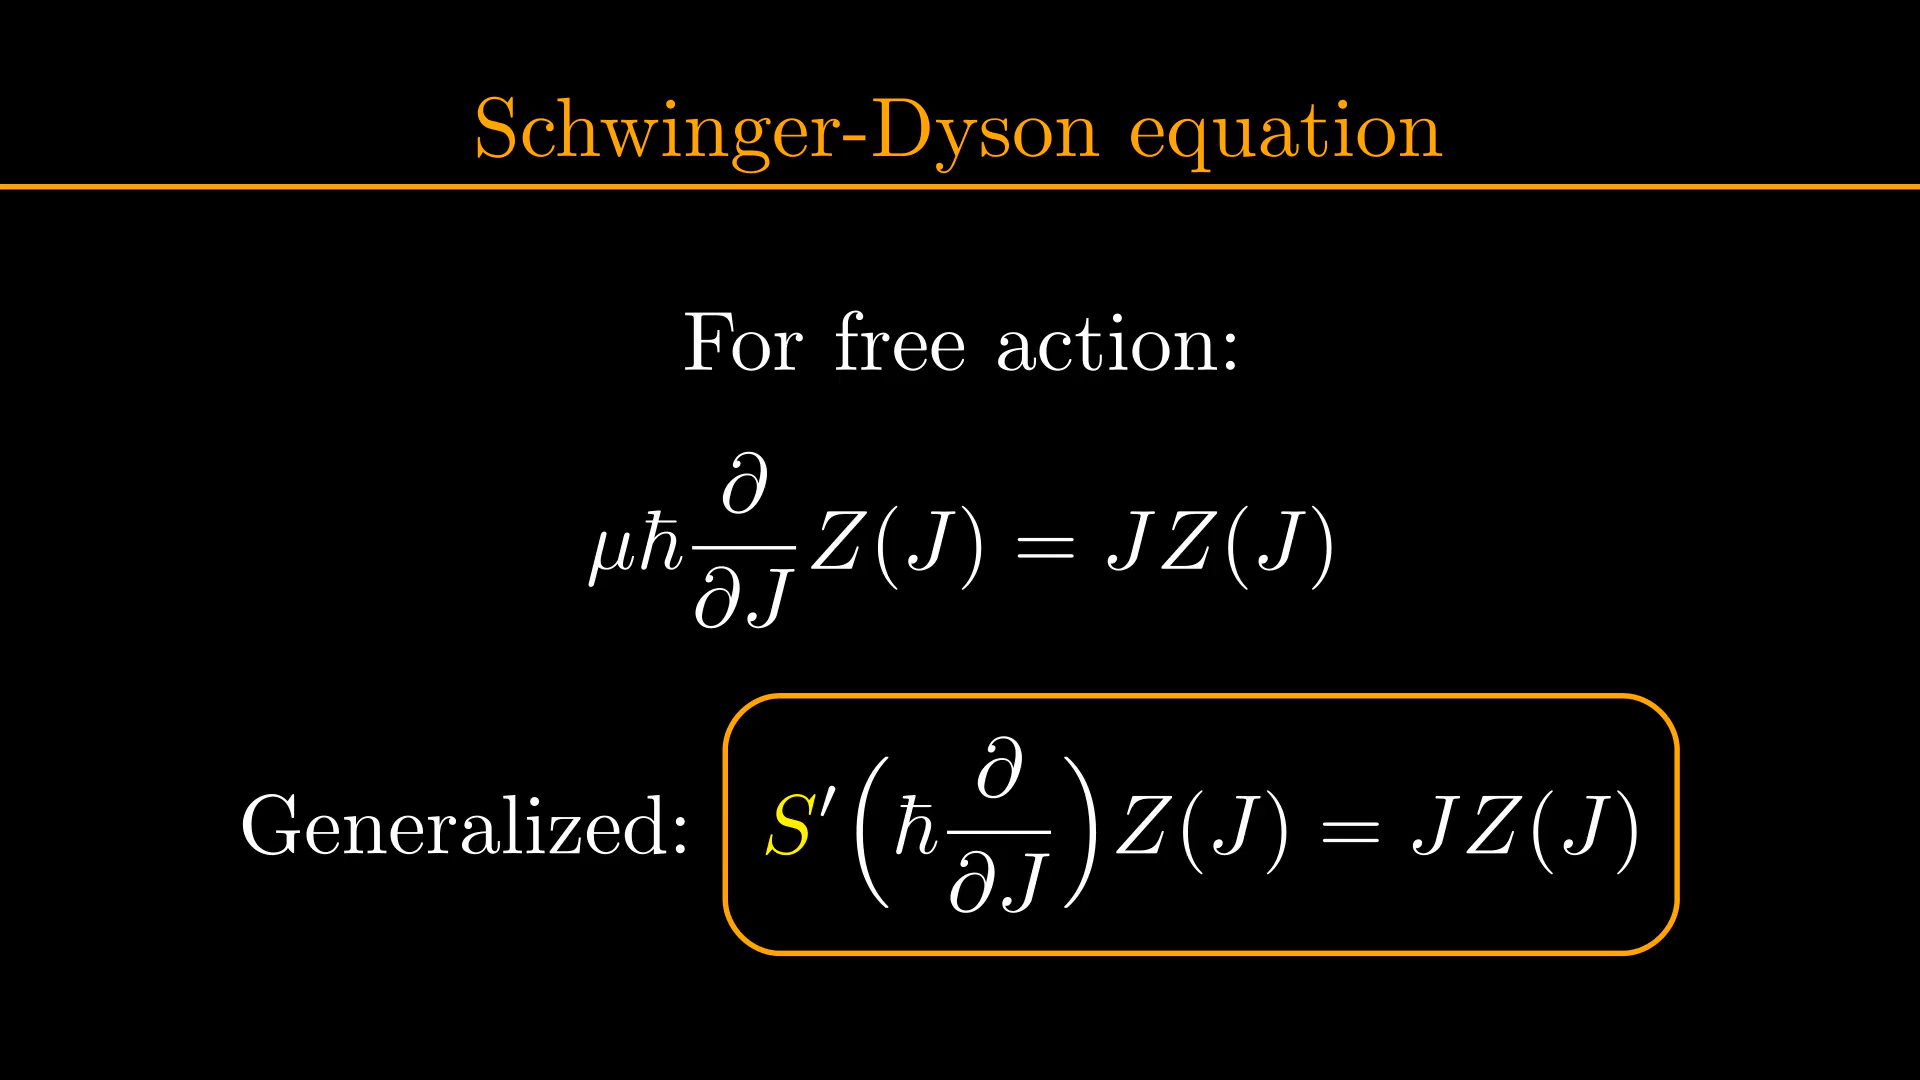 Schwinger-Dyson equation
For free action:
μℏ ∂/∂J Z(J) = JZ(J)
Generalized: S′(ℏ ∂/∂J) Z(J) = JZ(J)